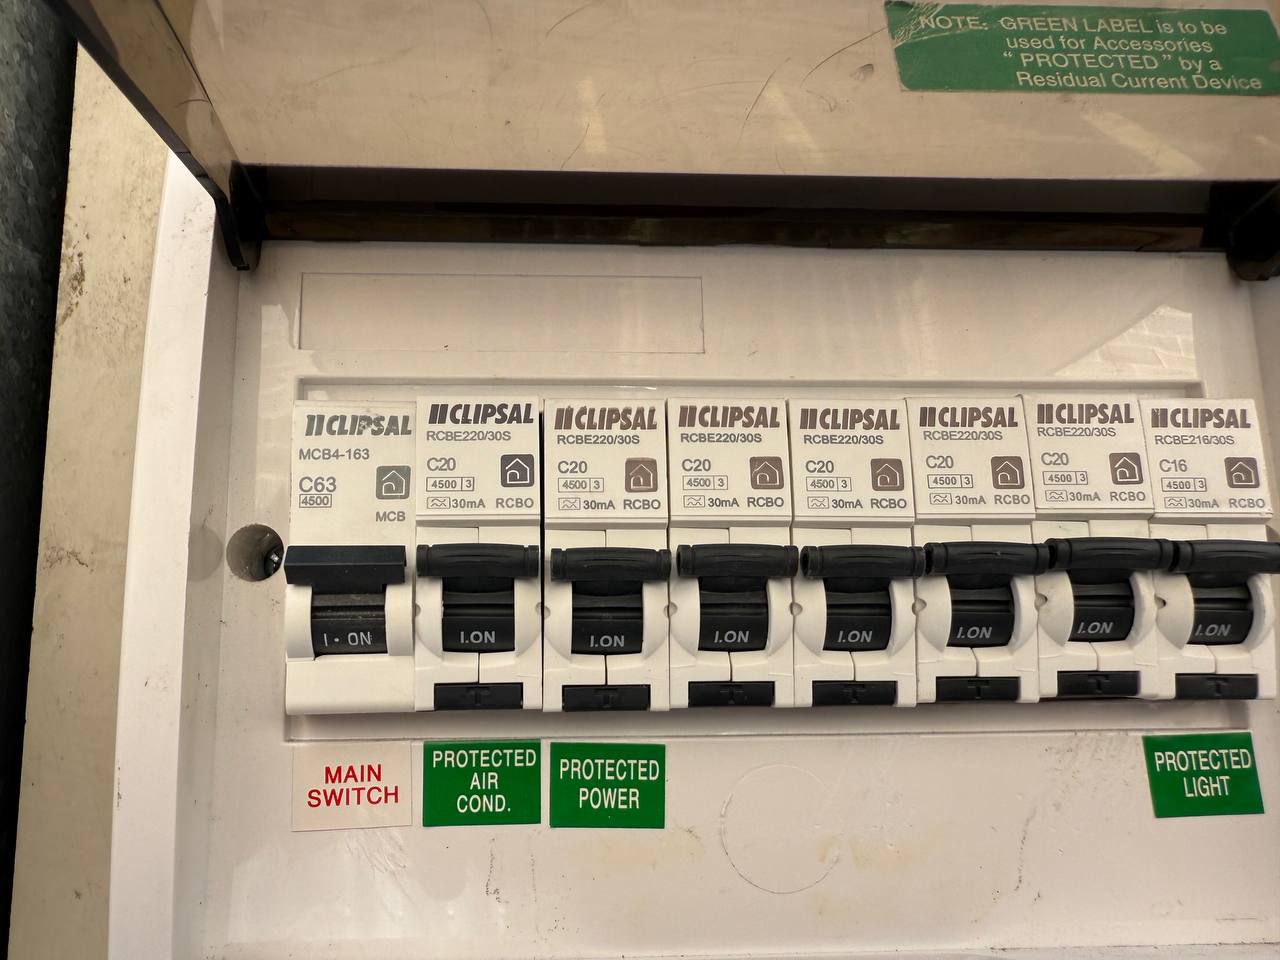 NOTE: GREEN LABEL is to be
used for Accessories
“ PROTECTED ” by a
Residual Current Device
CLIPSAL
MCB4-163
C63
4500
MCB
I • ON
CLIPSAL
RCBE220/30S
C20
4500 3
30mA RCBO
I.ON
T
CLIPSAL
RCBE220/30S
C20
4500 3
30mA RCBO
I.ON
T
CLIPSAL
RCBE220/30S
C20
4500 3
30mA RCBO
I.ON
T
CLIPSAL
RCBE220/30S
C20
4500 3
30mA RCBO
I.ON
T
CLIPSAL
RCBE220/30S
C20
4500 3
30mA RCBO
I.ON
T
CLIPSAL
RCBE220/30S
C20
4500 3
30mA RCBO
I.ON
T
CLIPSAL
RCBE216/30S
C16
4500 3
30mA RCBO
I.ON
T
MAIN
SWITCH
PROTECTED
AIR
COND.
PROTECTED
POWER
PROTECTED
LIGHT